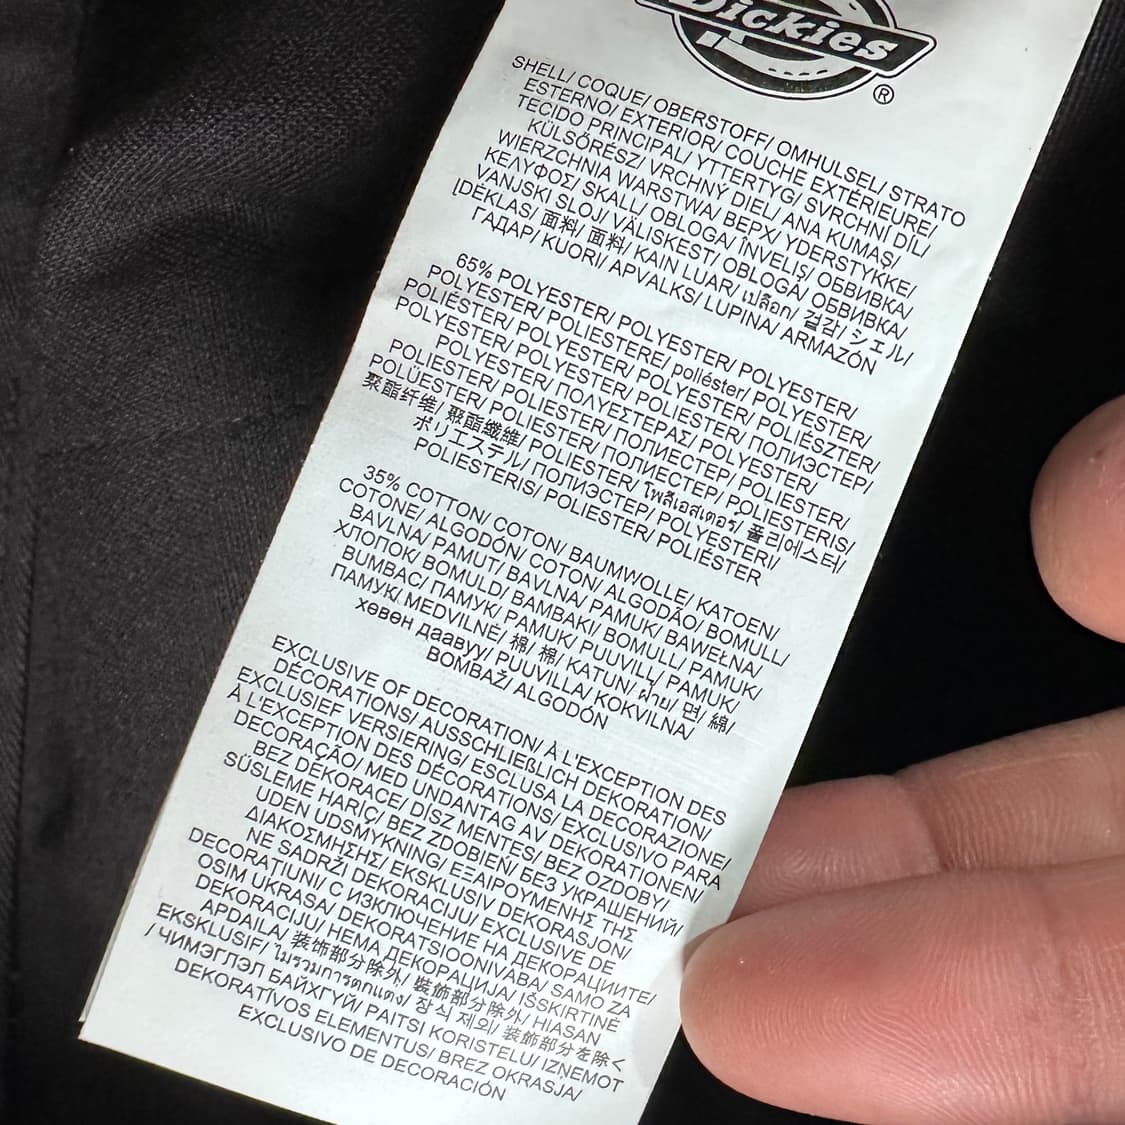 Dickies
®
SHELL/ COQUE/ OBERSTOFF/ OMHULSEL/ STRATO
ESTERNO/ EXTERIOR/ COUCHE EXTÉRIEURE/
TECIDO PRINCIPAL/ YTTERTYG/ SVRCHNÍ DÍL/
KÜLSŐRÉSZ/ VRCHNÝ DIEL/ ANA KUMAŞ/
WIERZCHNIA WARSTWA/ ВЕРХ/ YDERSTYKKE/
ΚΕΛΥΦΟΣ/ SKALL/ OBLOGA/ ÎNVELIȘ/ ОБВИВКА/
VANJSKI SLOJ/ VÄLISKEST/ OBLOGA/ ОБВИВКА/
ĮDĖKLAS/ 面料/ 面料/ KAIN LUAR/ เปลือก/ 겉감/ シェル/
ГАДАР/ KUORI/ APVALKS/ LUPINA/ ARMAZÓN
65% POLYESTER/ POLYESTER/ POLYESTER/
POLYESTER/ POLIESTERE/ poliéster/ POLYESTER/
POLIÉSTER/ POLYESTER/ POLYESTER/ POLIÉSZTER/
POLYESTER/ POLYESTER/ POLIESTER/ ПОЛИЭСТЕР/
POLYESTER/ ΠΟΛΥΕΣΤΕΡΑΣ/ POLYESTER/
POLIESTER/ POLIESTER/ ПОЛИЕСТЕР/ POLIESTER/
POLÜESTER/ POLIESTER/ ПОЛИЕСТЕР/ POLIESTERIS/
聚酯纤维/ 聚酯纖維/ POLIESTER/ โพลีเอสเตอร์/ 폴리에스터/
ポリエステル/ ПОЛИЭСТЕР/ POLYESTERI/
POLIESTERIS/ POLIESTER/ POLIÉSTER
35% COTTON/ COTON/ BAUMWOLLE/ KATOEN/
COTONE/ ALGODÓN/ COTON/ ALGODÃO/ BOMULL/
BAVLNA/ PAMUT/ BAVLNA/ PAMUK/ BAWEŁNA/
ХЛОПОК/ BOMULD/ ΒΑΜΒΑΚΙ/ BOMULL/ PAMUK/
BUMBAC/ ПАМУК/ PAMUK/ PUUVILL/ PAMUK/
ПАМУК/ MEDVILNĖ/ 棉/ 棉/ KATUN/ ฝ้าย/ 면/ 綿/
хөвөн даавуу/ PUUVILLA/ KOKVILNA/
BOMBAŽ/ ALGODÓN
EXCLUSIVE OF DECORATION/ À L'EXCEPTION DES
DÉCORATIONS/ AUSSCHLIEßLICH DEKORATION/
EXCLUSIEF VERSIERING/ ESCLUSA LA DECORAZIONE/
À L'EXCEPTION DES DÉCORATIONS/ EXCLUSIVO PARA
DECORAÇÃO/ MED UNDANTAG AV DEKORATIONEN/
BEZ DEKORACE/ DÍSZ MENTES/ BEZ OZDOBY/
SÜSLEME HARİÇ/ BEZ ZDOBIEŃ/ БЕЗ УКРАШЕНИЙ/
UDEN UDSMYKNING/ ΕΞΑΙΡΟΥΜΕΝΗΣ ΤΗΣ
ΔΙΑΚΟΣΜΗΣΗΣ/ EKSKLUSIV DEKORASJON/
NE SADRŽI DEKORACIJU/ EXCLUSIVE DE
DECORATIUNI/ С ИЗКЛЮЧЕНИЕ НА ДЕКОРАЦИИТЕ/
OSIM UKRASA/ DEKORATSIOONIVABA/ SAMO ZA
DEKORACIJU/ НЕМА ДЕКОРАЦИЈА/ IŠSKIRTINĖ
APDAILA/ 装饰部分除外/ 裝飾部分除外/ HIASAN
EKSKLUSIF/ ไม่รวมการตกแต่ง/ 장식 제외/ 装飾部分を除く
/ ЧИМЭГЛЭЛ БАЙХГҮЙ/ PAITSI KORISTELU/ IZŅEMOT
DEKORATĪVOS ELEMENTUS/ BREZ OKRASJA/
EXCLUSIVO DE DECORACIÓN